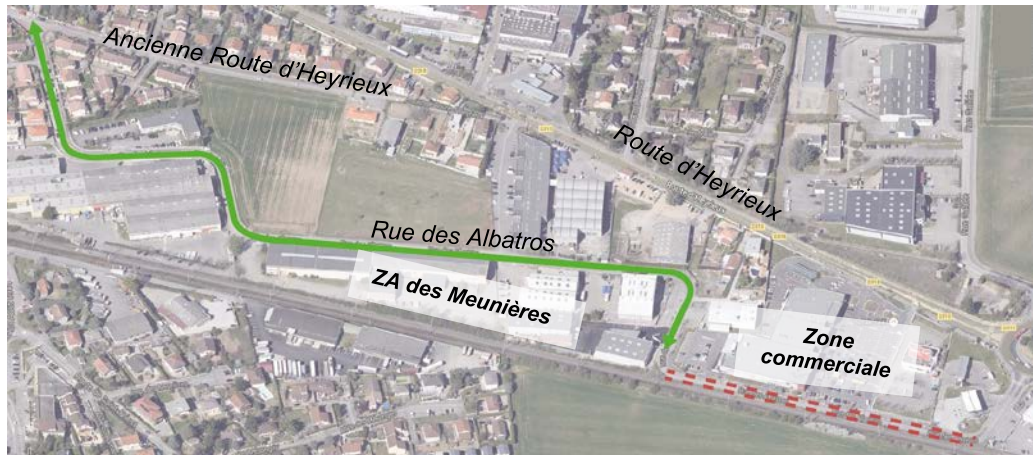 Ancienne Route d'Heyrieux
Route d'Heyrieux
Rue des Albatros
ZA des Meunières
Zone
commerciale